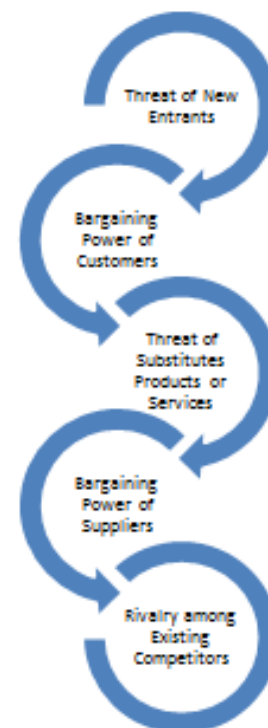 Threat of New
Entrants
Bargaining
Power of
Customers
Threat of
Substitutes
Products or
Services
Bargaining
Power of
Suppliers
Rivalry among
Existing
Competitors